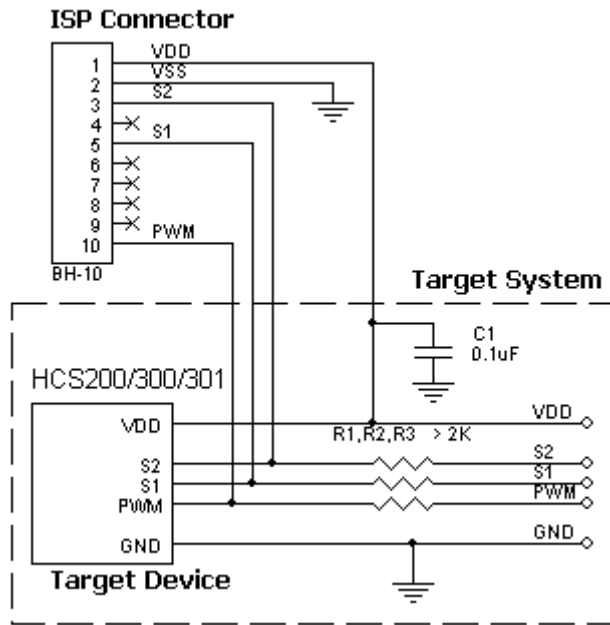 ISP Connector
1 VDD
2 VSS
3 S2
4
5 S1
6
7
8
9
10 PWM
BH-10
Target System
C1
0.1uF
HCS200/300/301
VDD VDD
R1,R2,R3 > 2K
S2 S2
S1 S1
PWM PWM
GND GND
Target Device